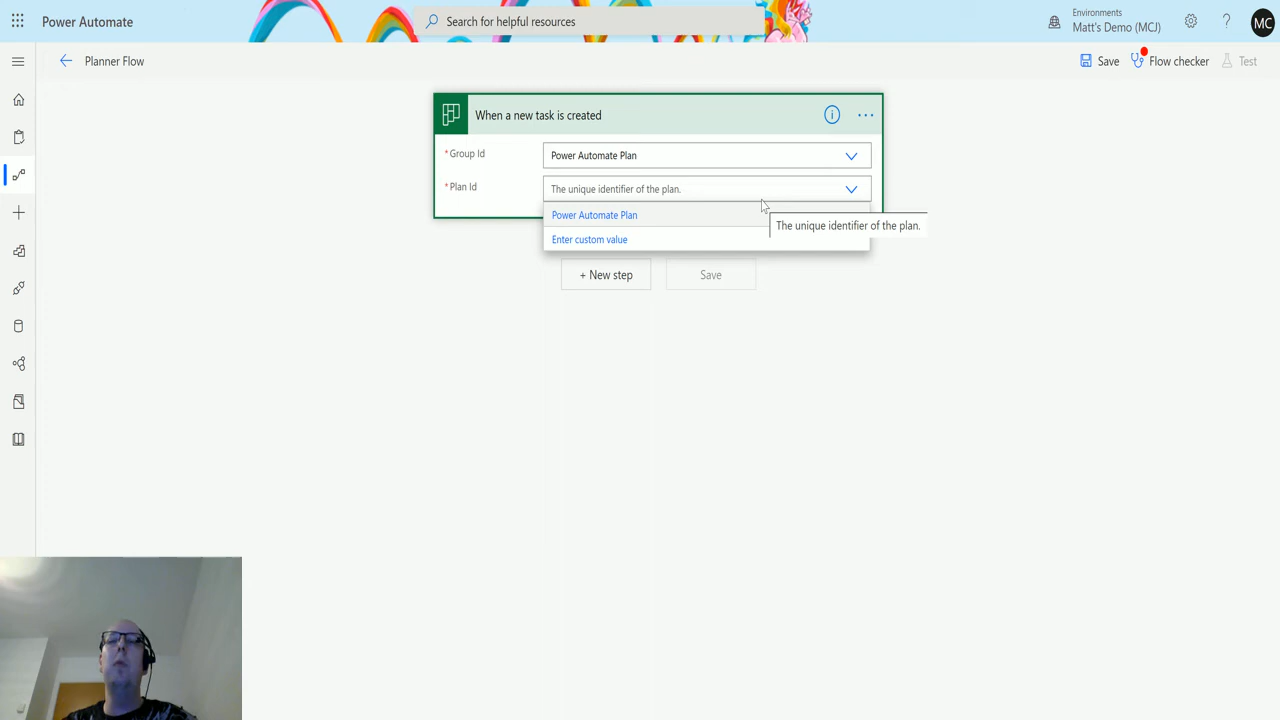 Power Automate
Search for helpful resources
Environments
Matt's Demo (MCJ)
?
MC
Planner Flow
Save
Flow checker
Test
When a new task is created
*Group Id
Power Automate Plan
*Plan Id
The unique identifier of the plan.
Power Automate Plan
The unique identifier of the plan.
Enter custom value
+ New step
Save